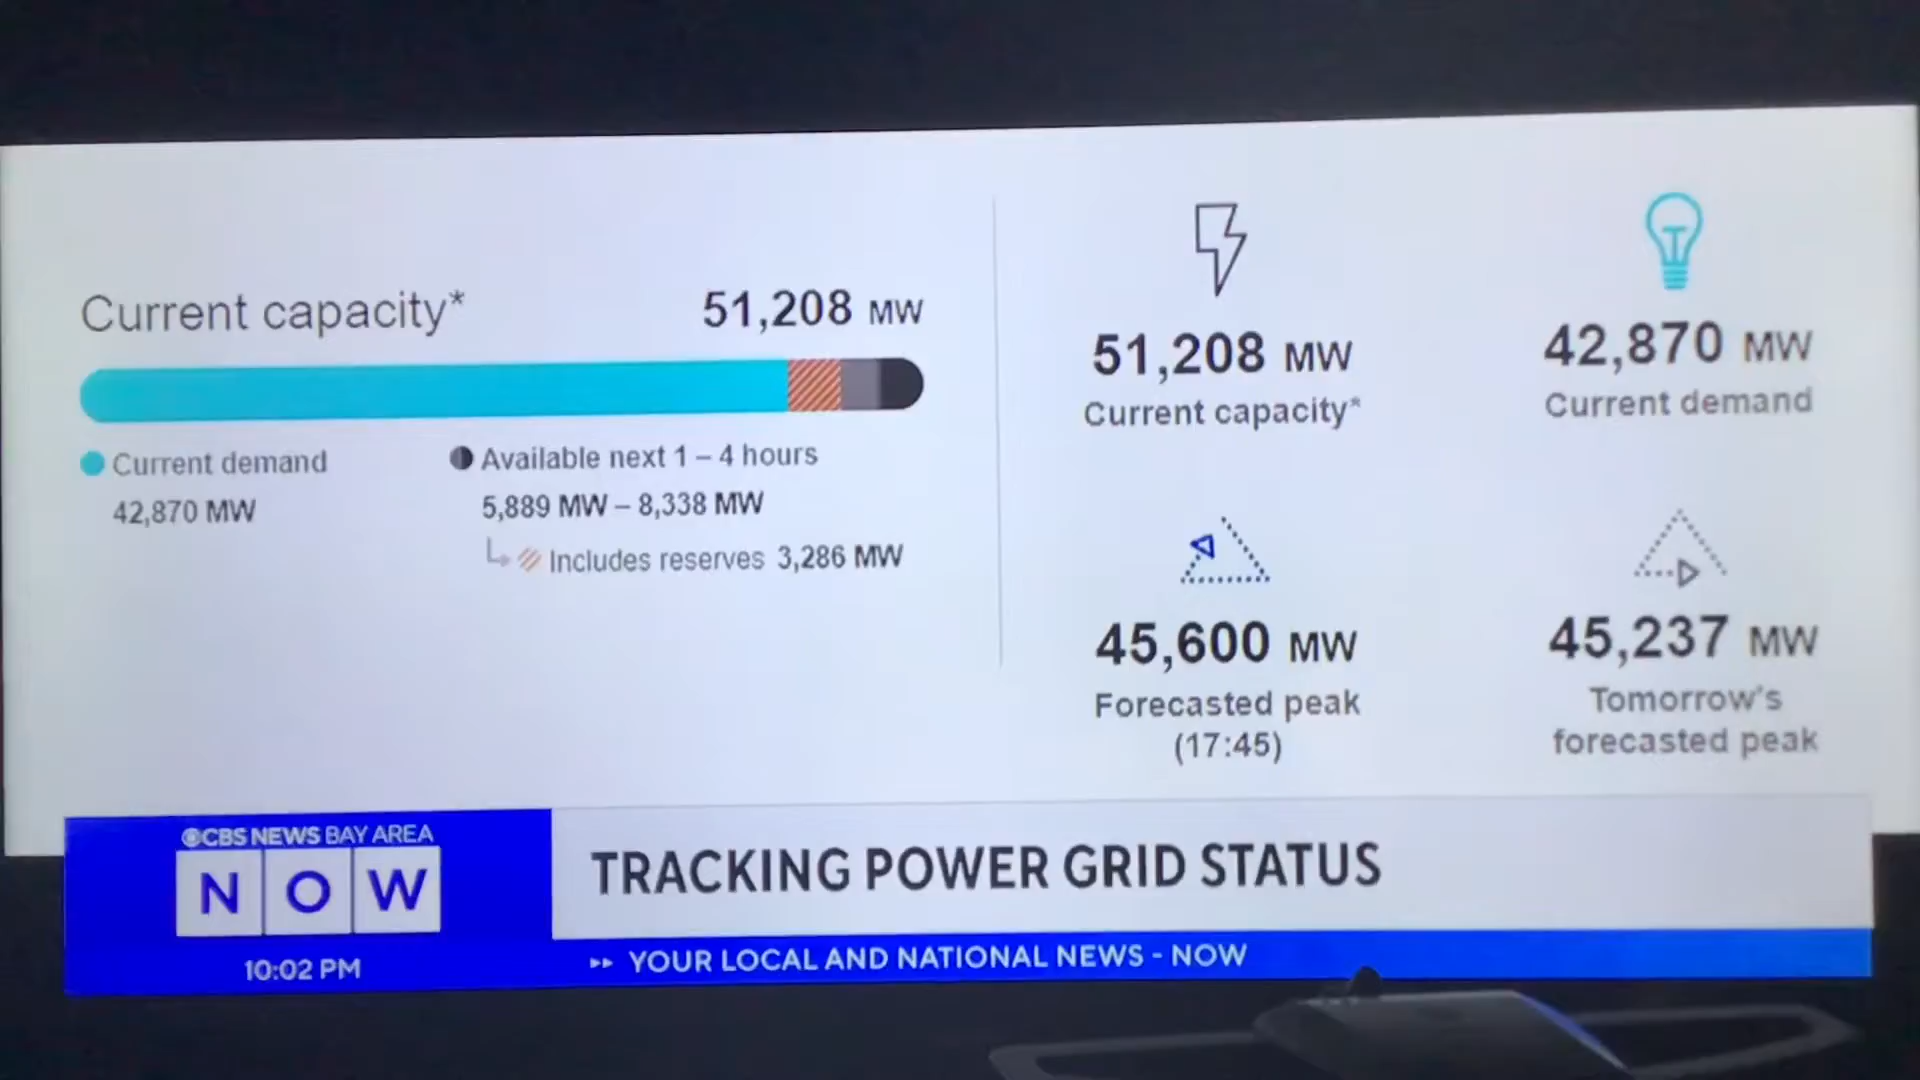 Current capacity* 51,208 MW
Current demand
42,870 MW
Available next 1 – 4 hours
5,889 MW – 8,338 MW
Includes reserves 3,286 MW
51,208 MW
Current capacity*
42,870 MW
Current demand
45,600 MW
Forecasted peak
(17:45)
45,237 MW
Tomorrow's
forecasted peak
CBS NEWS BAY AREA
NOW
10:02 PM
TRACKING POWER GRID STATUS
YOUR LOCAL AND NATIONAL NEWS - NOW